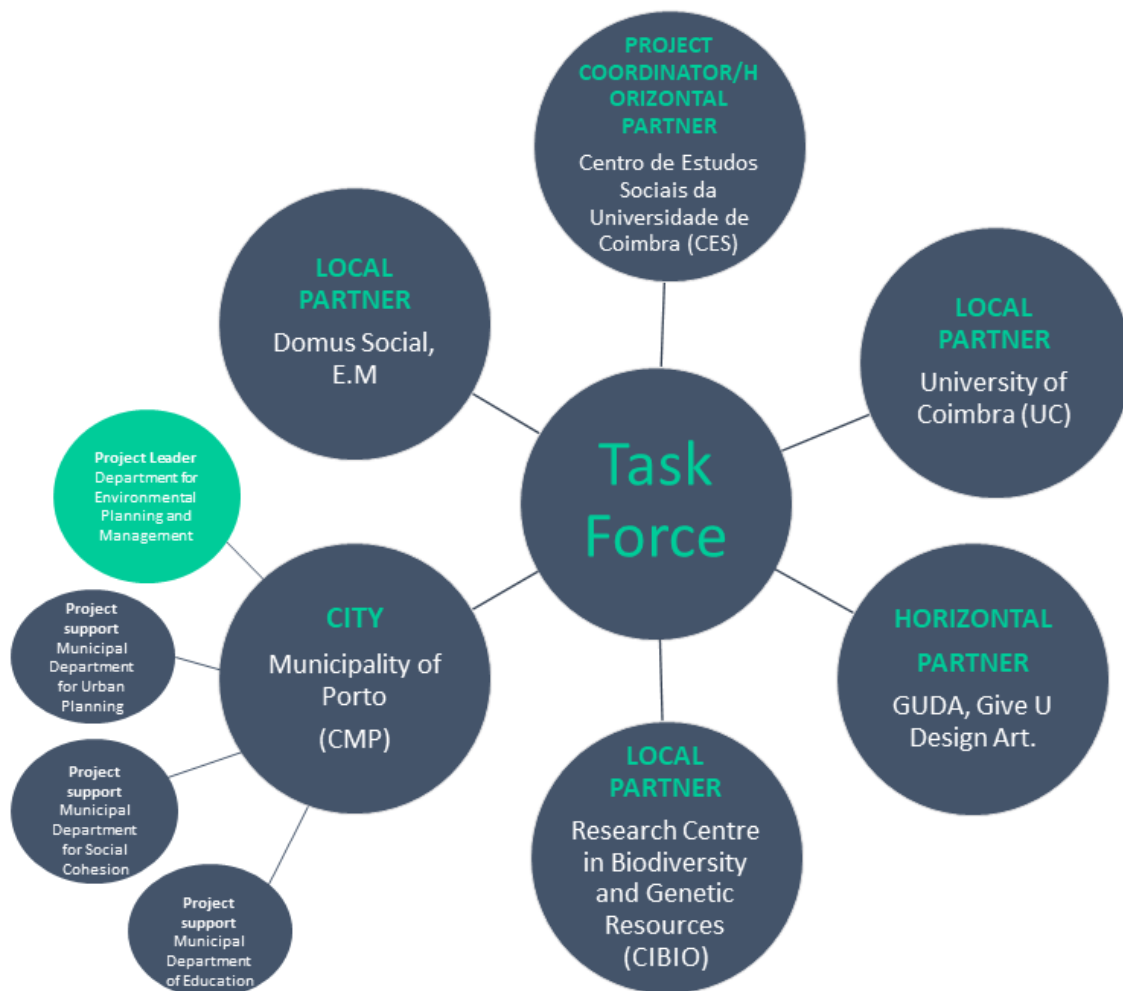 PROJECT
COORDINATOR/H
ORIZONTAL
PARTNER
Centro de Estudos
Sociais da
Universidade de
Coimbra (CES)
LOCAL
PARTNER
Domus Social,
E.M
LOCAL
PARTNER
University of
Coimbra (UC)
Task
Force
Project Leader
Department for
Environmental
Planning and
Management
CITY
Municipality of
Porto
(CMP)
Project
support
Municipal
Department
for Urban
Planning
Project
support
Municipal
Department
for Social
Cohesion
Project
support
Municipal
Department
of Education
HORIZONTAL
PARTNER
GUDA, Give U
Design Art.
LOCAL
PARTNER
Research Centre
in Biodiversity
and Genetic
Resources
(CIBIO)